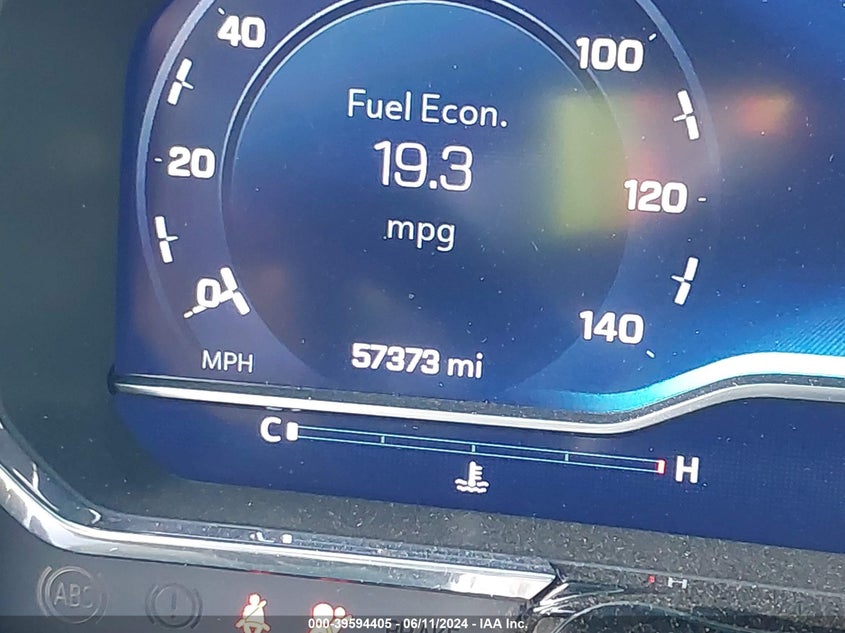 40
100
Fuel Econ.
20
19.3
120
mpg
0
140
MPH
57373 mi
C
H
H
ABS
000-39594405 - 06/11/2024 - IAA Inc.